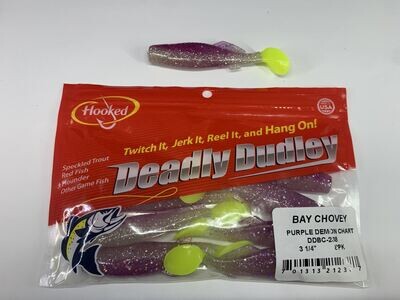 Hooked
MADE IN
USA
Twitch It, Jerk It, Reel It, and Hang On!
Deadly Dudley
Speckled Trout
Red Fish
Flounder
Other Game Fish
BAY CHOVEY
PURPLE DEMON CHART
3 1/4"